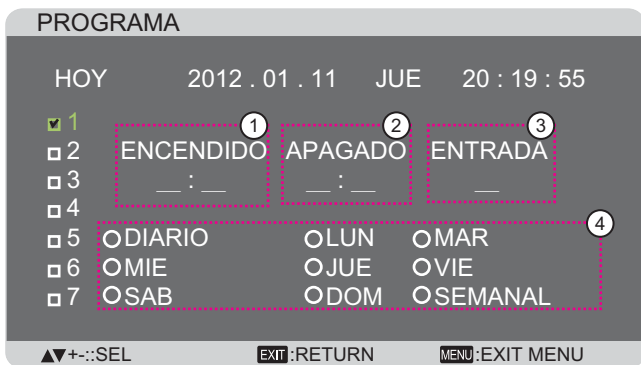 PROGRAMA
HOY 2012 . 01 . 11 JUE 20 : 19 : 55
1
2
3
4
5
6
7
1 2 3
ENCENDIDO APAGADO ENTRADA
__ : __ __ : __ __
4
DIARIO LUN MAR
MIE JUE VIE
SAB DOM SEMANAL
▲▼+-::SEL EXIT:RETURN MENU:EXIT MENU